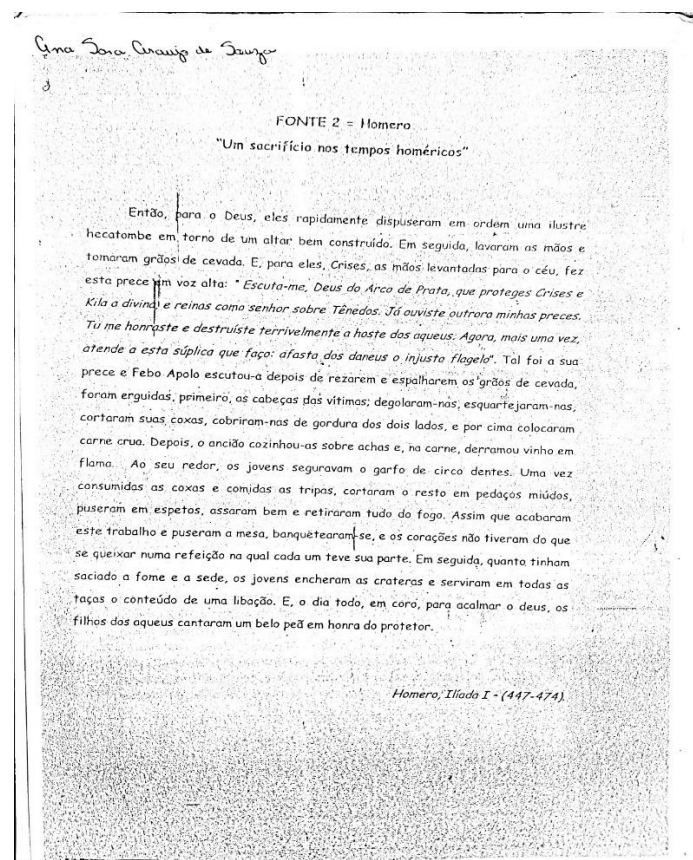 Ana Sara Araujo de Souza
FONTE 2 = Homero
"Um sacrifício nos tempos homéricos"
Então, para o Deus, eles rapidamente dispuseram em ordem uma ilustre
hecatombe em torno de um altar bem construído. Em seguida, lavaram as mãos e
tomaram grãos de cevada. E, para eles, Crises, as mãos levantadas para o céu, fez
esta prece em voz alta: " Escuta-me, Deus do Arco de Prata, que proteges Crises e
Kila a divina e reinas como senhor sobre Tênedos. Já ouviste outrora minhas preces.
Tu me honraste e destruíste terrivelmente a hoste dos aqueus. Agora, mais uma vez,
atende a esta súplica que faço: afasta dos daneus o injusto flagelo". Tal foi a sua
prece e Febo Apolo escutou-a depois de rezarem e espalharem os grãos de cevada,
foram erguidas, primeiro, as cabeças das vítimas; degolaram-nas, esquartejaram-nas,
cortaram suas coxas, cobriram-nas de gordura dos dois lados, e por cima colocaram
carne crua. Depois, o ancião cozinhou-as sobre achas e, na carne, derramou vinho em
flama. Ao seu redor, os jovens seguravam o garfo de circo dentes. Uma vez
consumidas as coxas e comidas as tripas, cortaram o resto em pedaços miúdos,
puseram em espetos, assaram bem e retiraram tudo do fogo. Assim que acabaram
este trabalho e puseram a mesa, banquetearam-se, e os corações não tiveram do que
se queixar numa refeição na qual cada um teve sua parte. Em seguida, quanto tinham
saciado a fome e a sede, os jovens encheram as crateras e serviram em todas as
taças o conteúdo de uma libação. E, o dia todo, em coro, para acalmar o deus, os
filhos dos aqueus cantaram um belo peã em honra do protetor.
Homero, Ilíada I - (447-474)